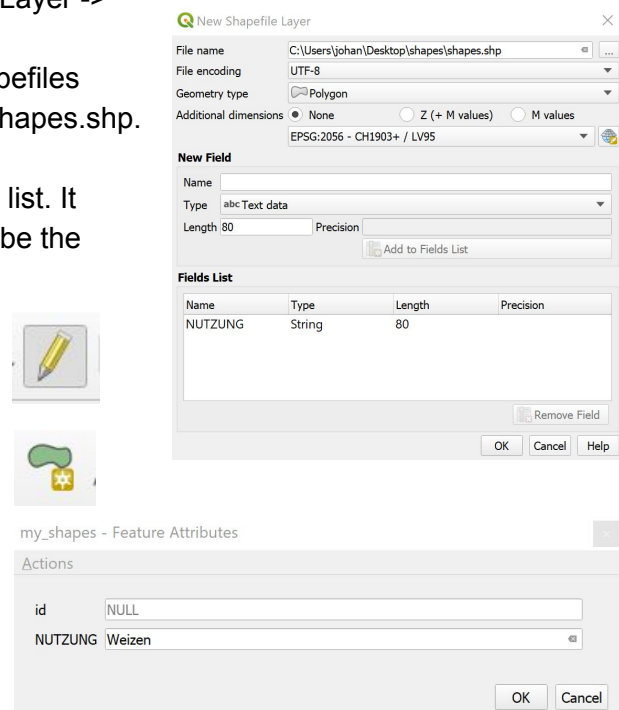 Layer ->
pefiles
hapes.shp.
list. It
be the
New Shapefile Layer
File name C:\Users\johan\Desktop\shapes\shapes.shp ...
File encoding UTF-8
Geometry type Polygon
Additional dimensions None Z (+ M values) M values
EPSG:2056 - CH1903+ / LV95
New Field
Name
Type abc Text data
Length 80 Precision
Add to Fields List
Fields List
Name Type Length Precision
NUTZUNG String 80
Remove Field
OK Cancel Help
my_shapes - Feature Attributes
Actions
id NULL
NUTZUNG Weizen
OK Cancel